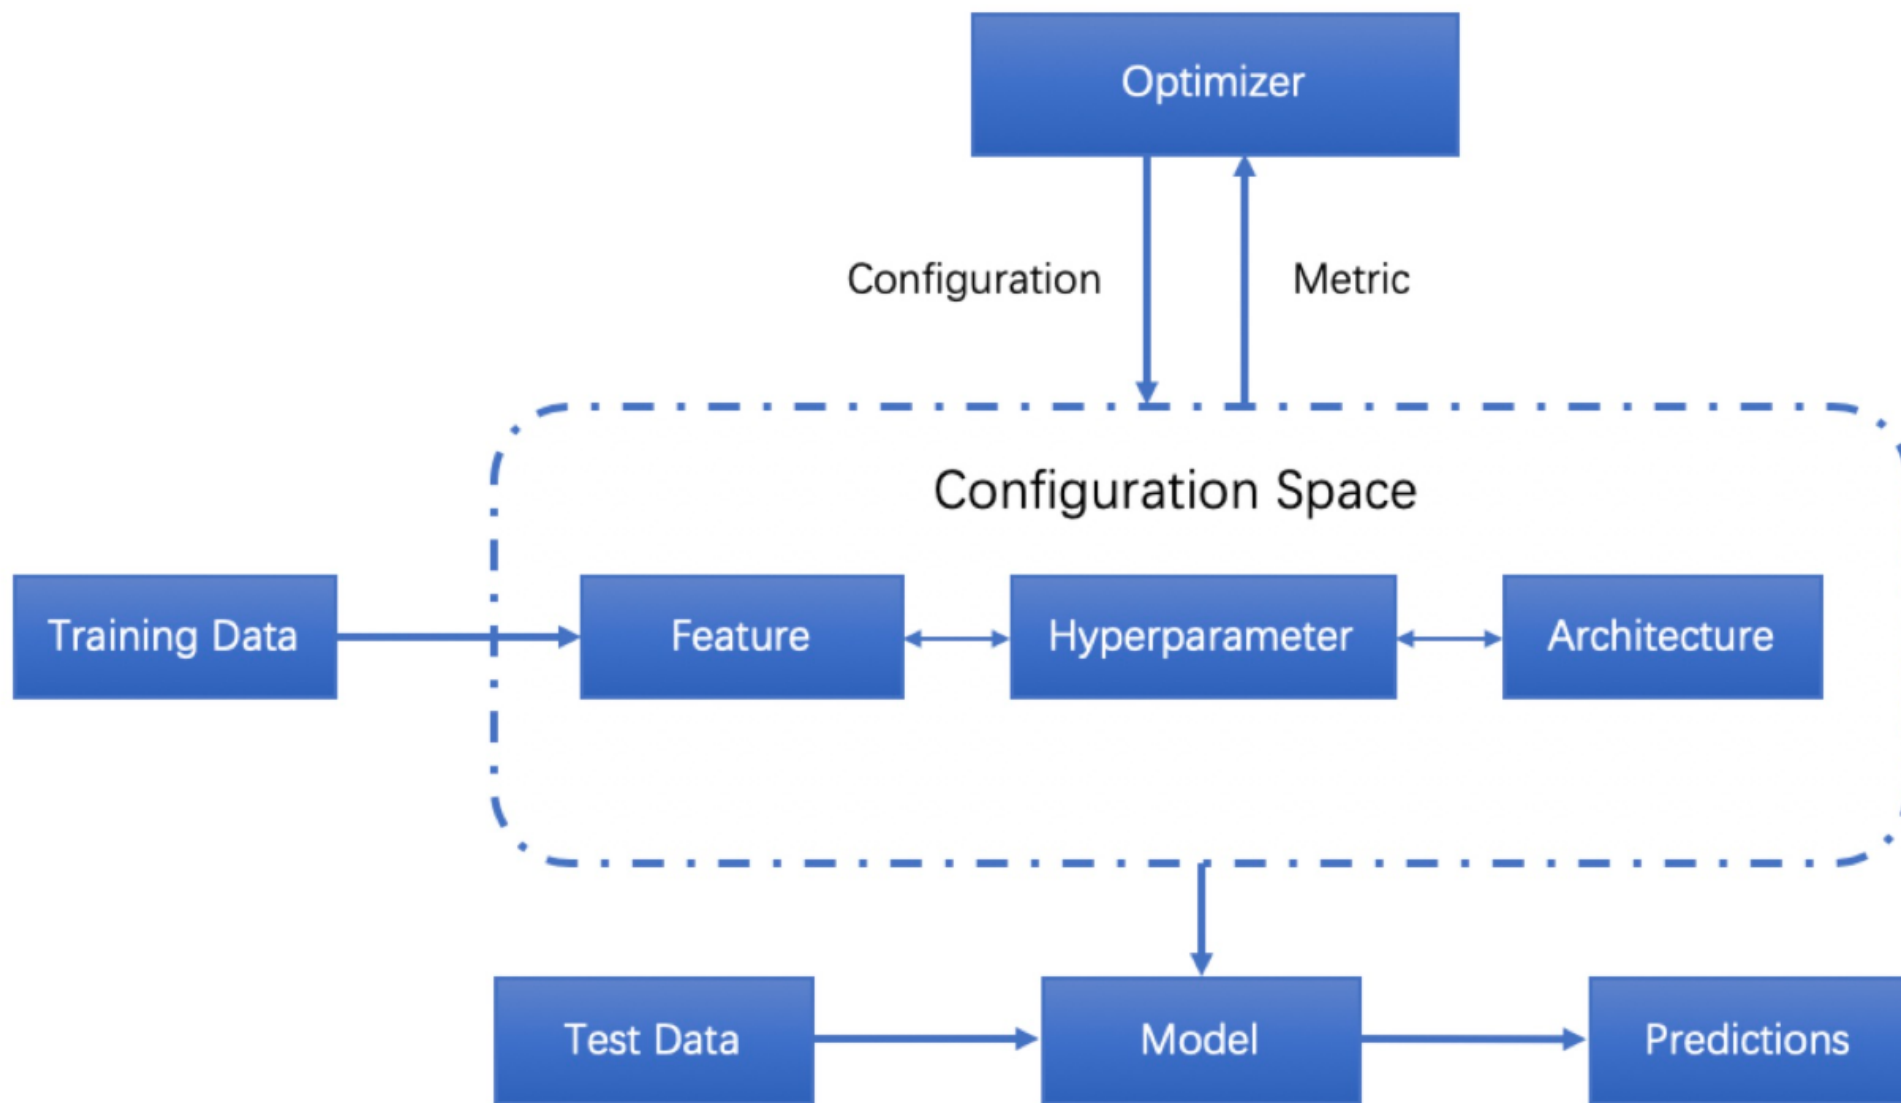 Optimizer
Configuration
Metric
Configuration Space
Training Data
Feature
Hyperparameter
Architecture
Test Data
Model
Predictions